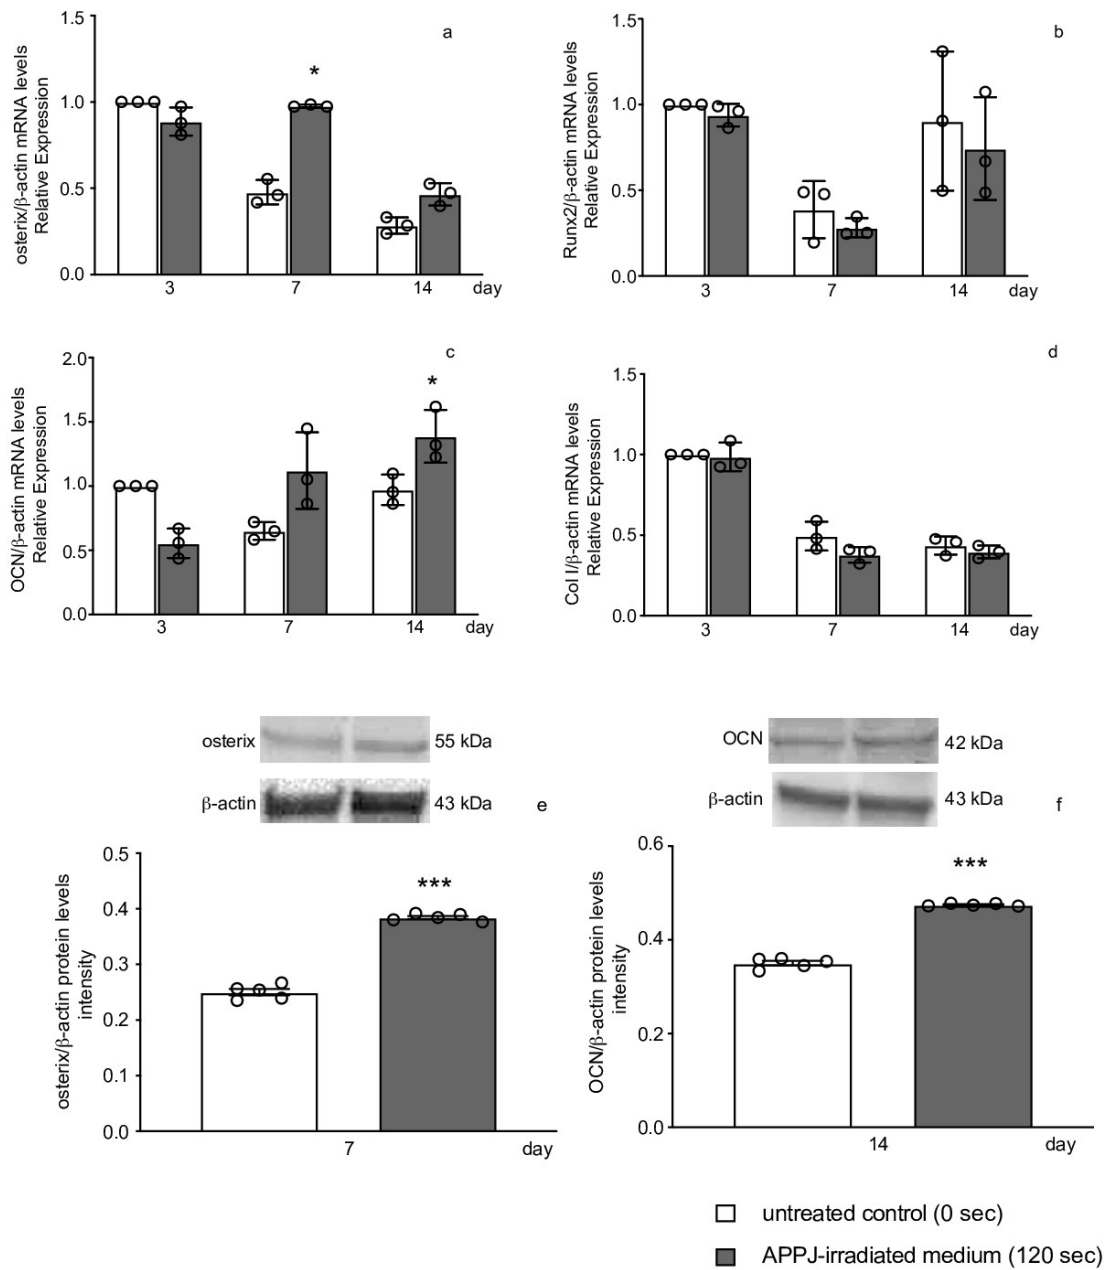 a
osterix/β-actin mRNA levels
Relative Expression
1.5
1.0
0.5
0.0
*
3 7 14 day
b
Runx2/β-actin mRNA levels
Relative Expression
1.5
1.0
0.5
0.0
3 7 14 day
c
OCN/β-actin mRNA levels
Relative Expression
2.0
1.5
1.0
0.5
0.0
*
3 7 14 day
d
Col I/β-actin mRNA levels
Relative Expression
1.5
1.0
0.5
0.0
3 7 14 day
osterix 55 kDa
β-actin 43 kDa
e
osterix/β-actin protein levels
intensity
0.5
0.4
0.3
0.2
0.1
0.0
***
7 day
OCN 42 kDa
β-actin 43 kDa
f
OCN/β-actin protein levels
intensity
0.6
0.4
0.2
0.0
***
14 day
untreated control (0 sec)
APPJ-irradiated medium (120 sec)